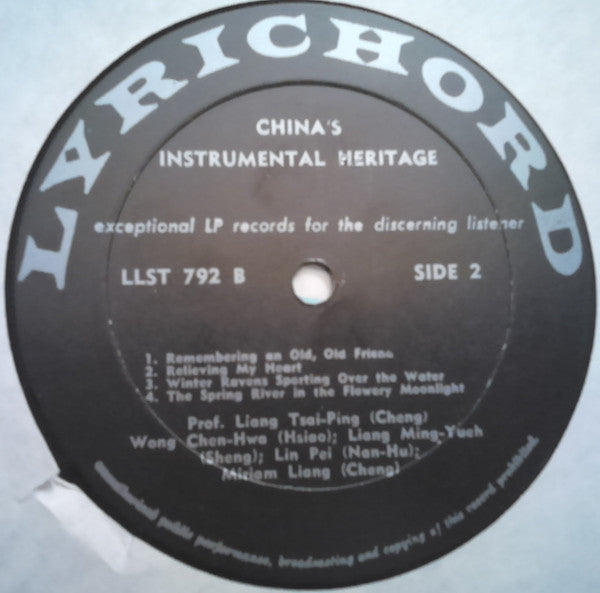 LYRICHORD
CHINA'S
INSTRUMENTAL HERITAGE
exceptional LP records for the discerning listener
LLST 792 B
SIDE 2
1. Remembering an Old, Old Friend
2. Relieving My Heart
3. Winter Ravens Sporting Over the Water
4. The Spring River in the Flowery Moonlight
Prof. Liang Tsai-Ping (Cheng)
Wang Chen-Hwa (Hsiao); Liang Ming-Yueh
(Sheng); Lin Pei (Nan-Hu);
Miriam Liang (Cheng)
unauthorized public performance, broadcasting and copying of this record prohibited.